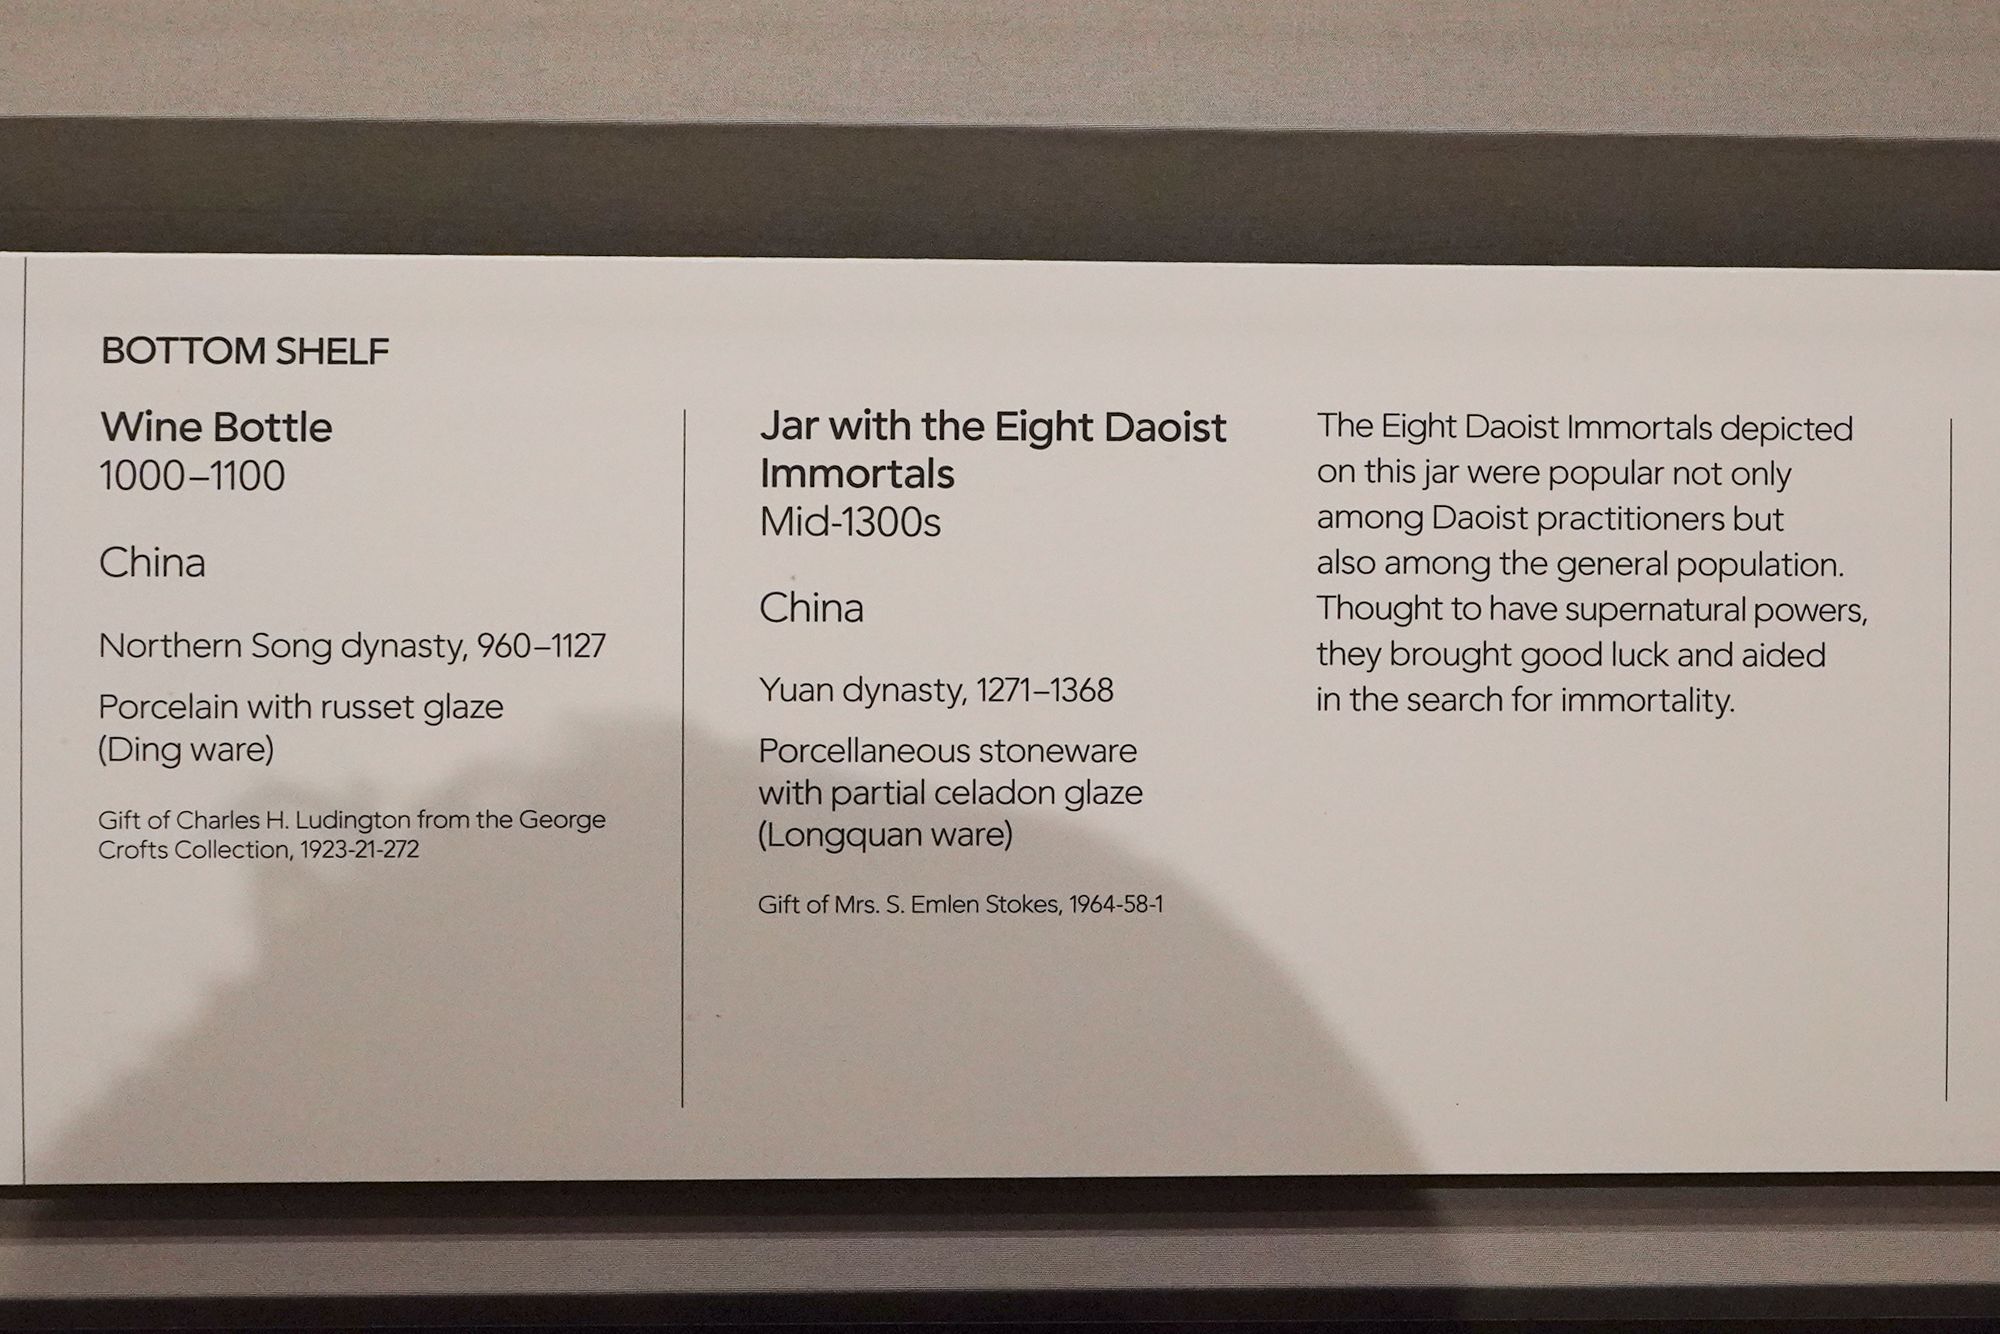 BOTTOM SHELF
Wine Bottle
1000–1100
China
Northern Song dynasty, 960–1127
Porcelain with russet glaze
(Ding ware)
Gift of Charles H. Ludington from the George
Crofts Collection, 1923-21-272
Jar with the Eight Daoist
Immortals
Mid-1300s
China
Yuan dynasty, 1271–1368
Porcellaneous stoneware
with partial celadon glaze
(Longquan ware)
Gift of Mrs. S. Emlen Stokes, 1964-58-1
The Eight Daoist Immortals depicted
on this jar were popular not only
among Daoist practitioners but
also among the general population.
Thought to have supernatural powers,
they brought good luck and aided
in the search for immortality.